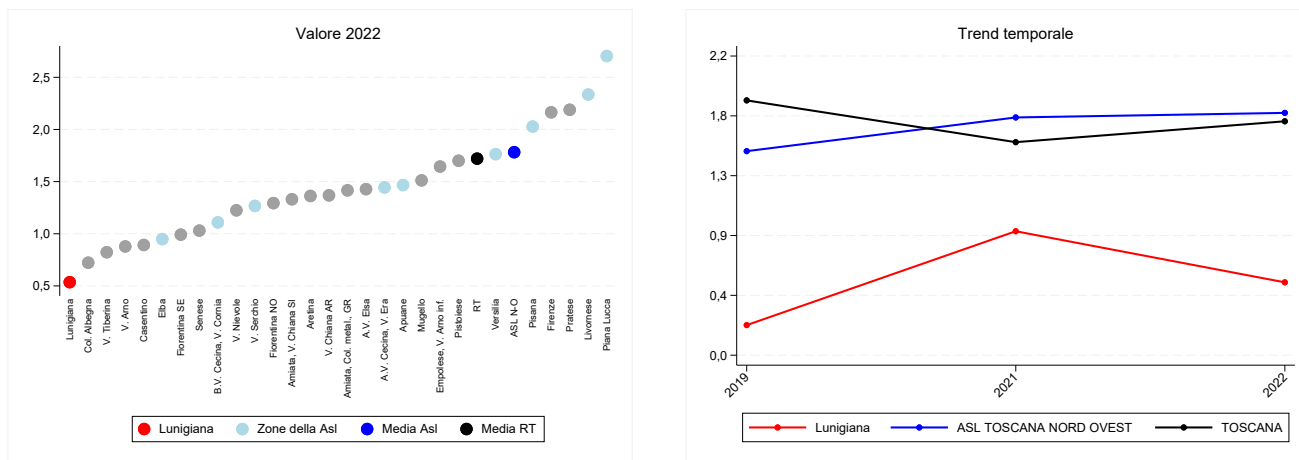 Valore 2022
2,5
2,0
1,5
1,0
0,5
Lunigiana
Col. Albegna
V. Tiberina
V. Arno
Casentino
Elba
Fiorentina SE
Senese
B.V. Cecina, V. Cornia
V. Nievole
V. Serchio
Fiorentina NO
Amiata, V. Chiana SI
Aretina
V. Chiana AR
Amiata, Col. metal., GR
A.V. Elsa
A.V. Cecina, V. Era
Apuane
Mugello
Empolese, V. Arno inf.
Pistoiese
RT
Versilia
ASL N-O
Pisana
Firenze
Pratese
Livornese
Piana Lucca
Lunigiana Zone della Asl Media Asl Media RT
Trend temporale
2,2
1,8
1,3
0,9
0,4
0,0
2019
2021
2022
Lunigiana ASL TOSCANA NORD OVEST TOSCANA